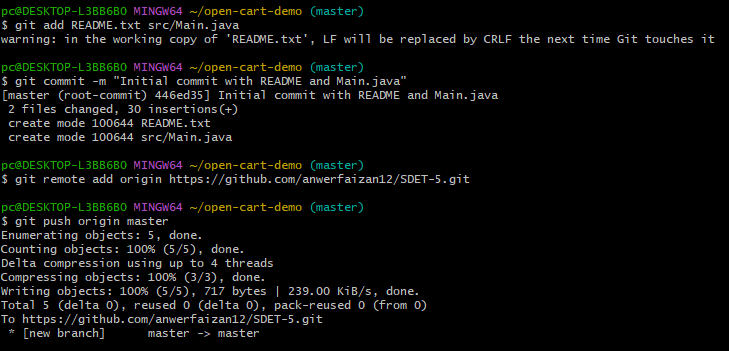 pc@DESKTOP-L3BB6BO MINGW64 ~/open-cart-demo (master)
$ git add README.txt src/Main.java
warning: in the working copy of 'README.txt', LF will be replaced by CRLF the next time Git touches it
pc@DESKTOP-L3BB6BO MINGW64 ~/open-cart-demo (master)
$ git commit -m "Initial commit with README and Main.java"
[master (root-commit) 446ed35] Initial commit with README and Main.java
 2 files changed, 30 insertions(+)
 create mode 100644 README.txt
 create mode 100644 src/Main.java
pc@DESKTOP-L3BB6BO MINGW64 ~/open-cart-demo (master)
$ git remote add origin https://github.com/anwerfaizan12/SDET-5.git
pc@DESKTOP-L3BB6BO MINGW64 ~/open-cart-demo (master)
$ git push origin master
Enumerating objects: 5, done.
Counting objects: 100% (5/5), done.
Delta compression using up to 4 threads
Compressing objects: 100% (3/3), done.
Writing objects: 100% (5/5), 717 bytes | 239.00 KiB/s, done.
Total 5 (delta 0), reused 0 (delta 0), pack-reused 0 (from 0)
To https://github.com/anwerfaizan12/SDET-5.git
 * [new branch]      master -> master